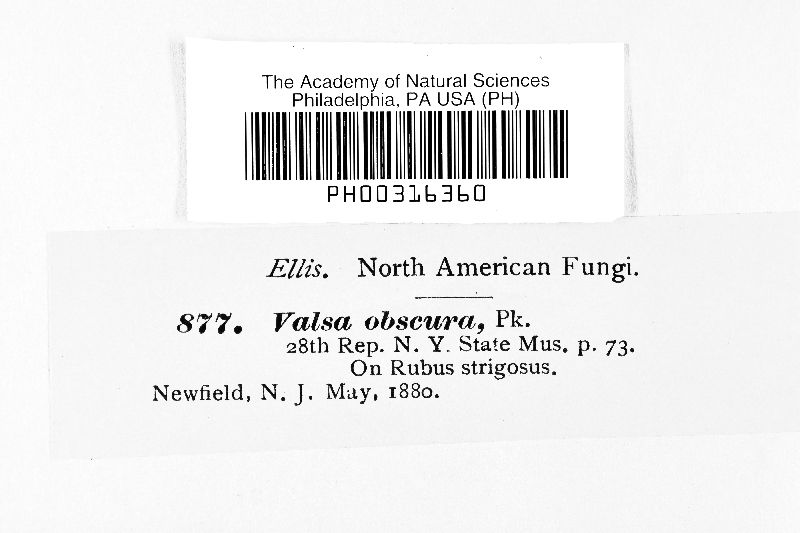 The Academy of Natural Sciences
Philadelphia, PA USA (PH)
PH00316360
Ellis. North American Fungi.
877. Valsa obscura, Pk.
28th Rep. N. Y. State Mus. p. 73.
On Rubus strigosus.
Newfield, N. J. May, 1880.